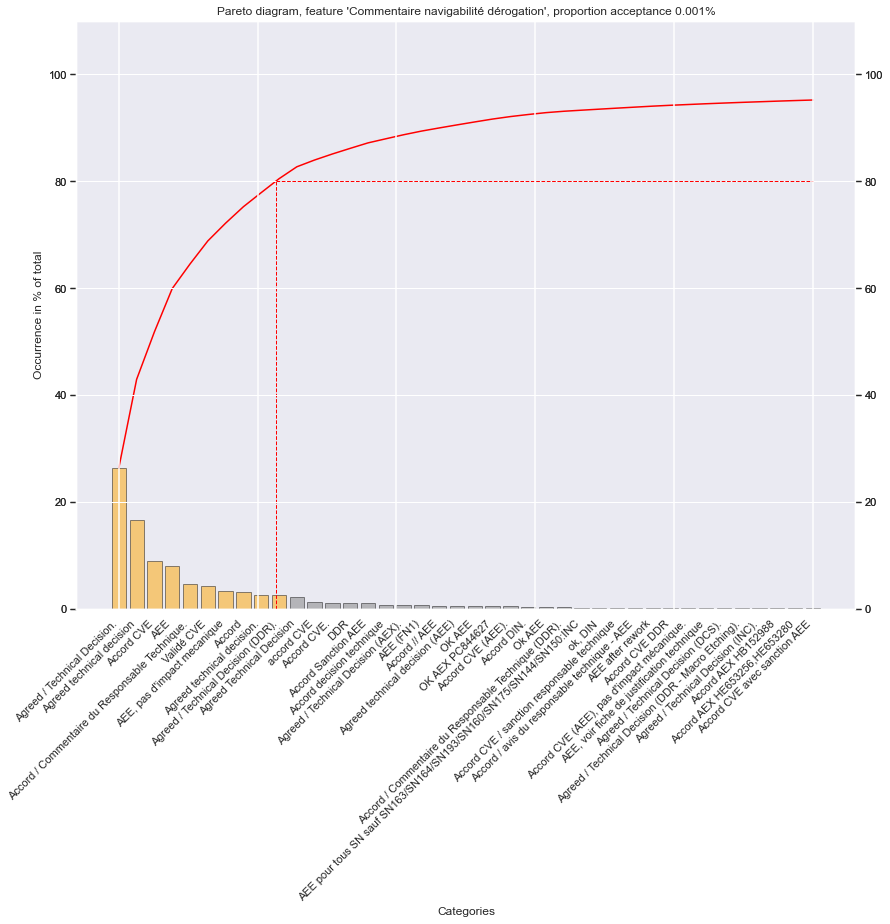 Pareto diagram, feature 'Commentaire navigabilité dérogation', proportion acceptance 0.001%
Occurrence in % of total
100
80
60
40
20
0
100
80
60
40
20
0
Agreed / Technical Decision.
Agreed technical decision
Accord CVE
AEE
Accord / Commentaire du Responsable Technique.
Validé CVE
AEE, pas d'impact mécanique
Accord
Agreed technical decision.
Agreed / Technical Decision (DDR).
Agreed Technical Decision
accord CVE
Accord CVE.
DDR
Accord Sanction AEE
Accord décision technique
Agreed / Technical Decision (AEX).
AEE (FN1)
Accord // AEE
Agreed technical decision (AEE)
OK AEE
OK AEX PC844627
Accord CVE (AEE).
Accord DIN.
Ok AEE
Accord / Commentaire du Responsable Technique (DDR).
AEE pour tous SN sauf SN163/SN164/SN193/SN160/SN175/SN144/SN150:INC
ok, DIN
Accord CVE / sanction responsable technique
Accord / avis du responsable technique - AEE
AEE after rework
Accord CVE DDR
Accord CVE (AEE), pas d'impact mécanique.
AEE, voir fiche de justification technique
Agreed / Technical Decision (DCS).
Agreed / Technical Decision (DDR - Macro Etching).
Agreed / Technical Decision (INC).
Accord AEX HB152988
Accord AEX HE653256,HE653280
Accord CVE avec sanction AEE
Categories